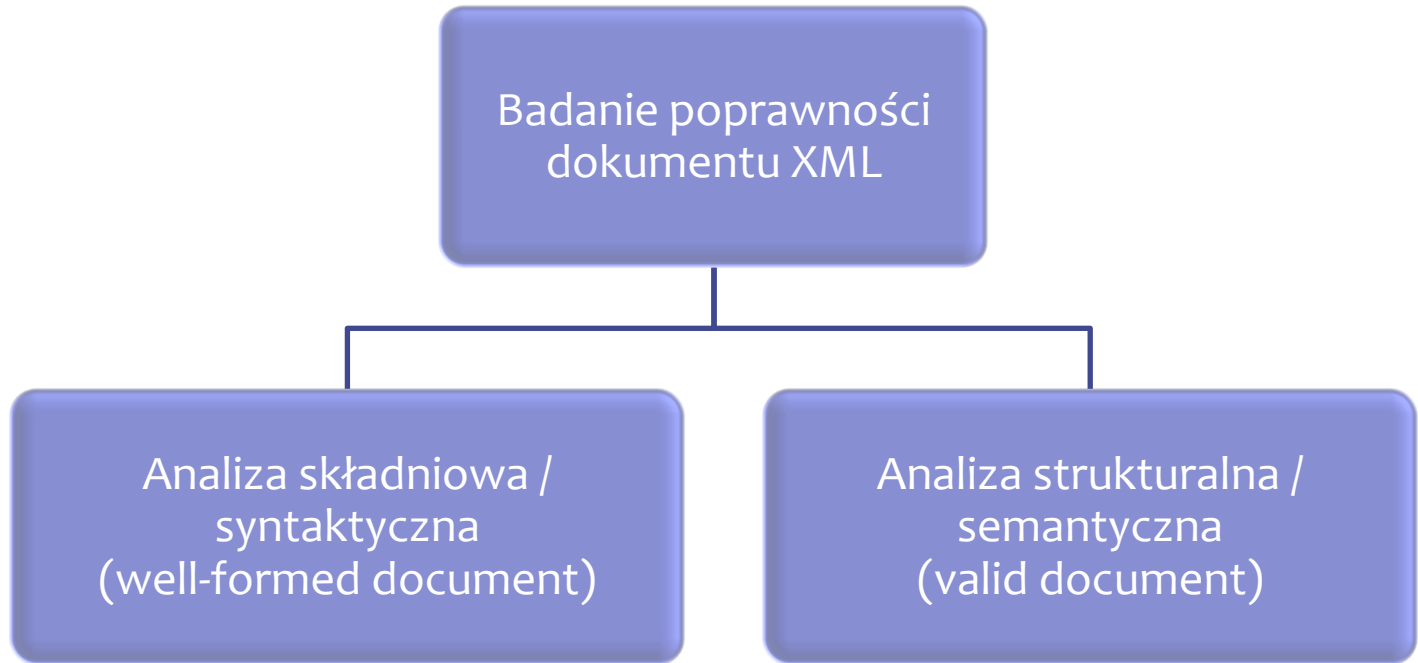 Badanie poprawności
dokumentu XML
Analiza składniowa /
syntaktyczna
(well-formed document)
Analiza strukturalna /
semantyczna
(valid document)